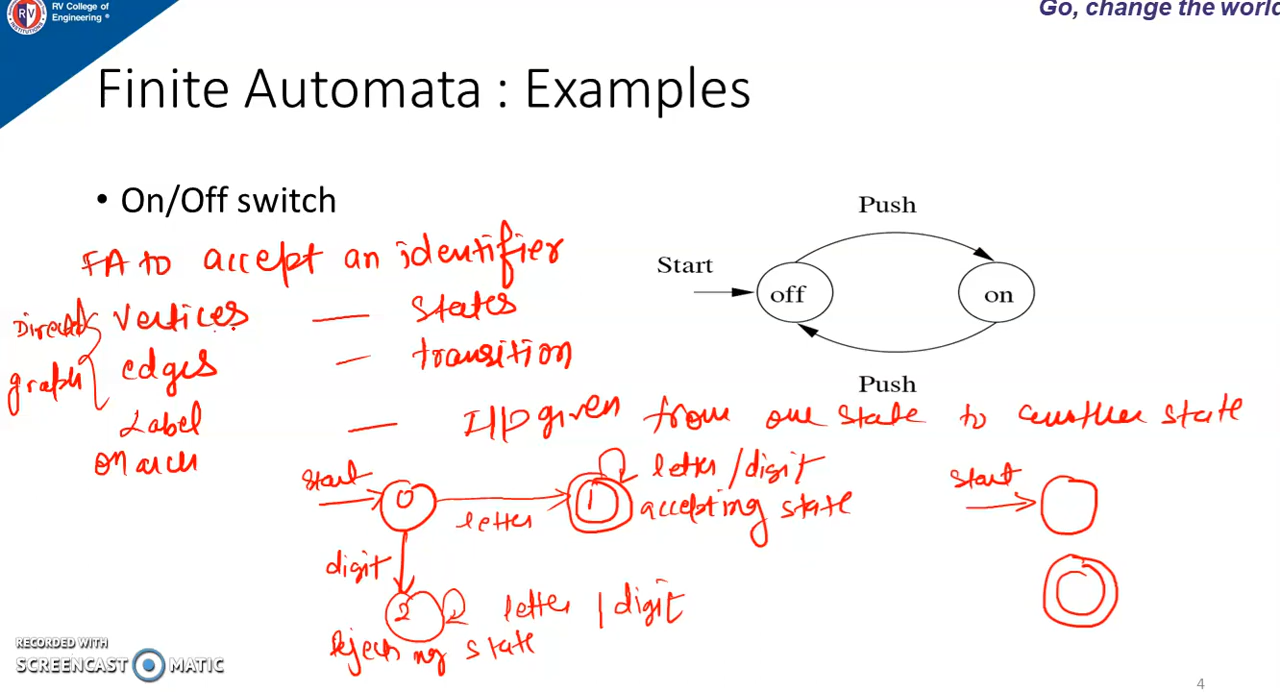 RV College of
Engineering ®
Go, change the world
RV
INSTITUTIONS
Finite Automata : Examples
• On/Off switch
FA to accept an identifier
Directed graph
vertices — states
edges — transition
Label on arcs — I/p given from one state to another state
Push
Start
off
on
Push
Start
0
letter
1
letter/digit
accepting state
digit
2
letter/digit
Rejecting state
Start
RECORDED WITH
SCREENCAST MATIC
4